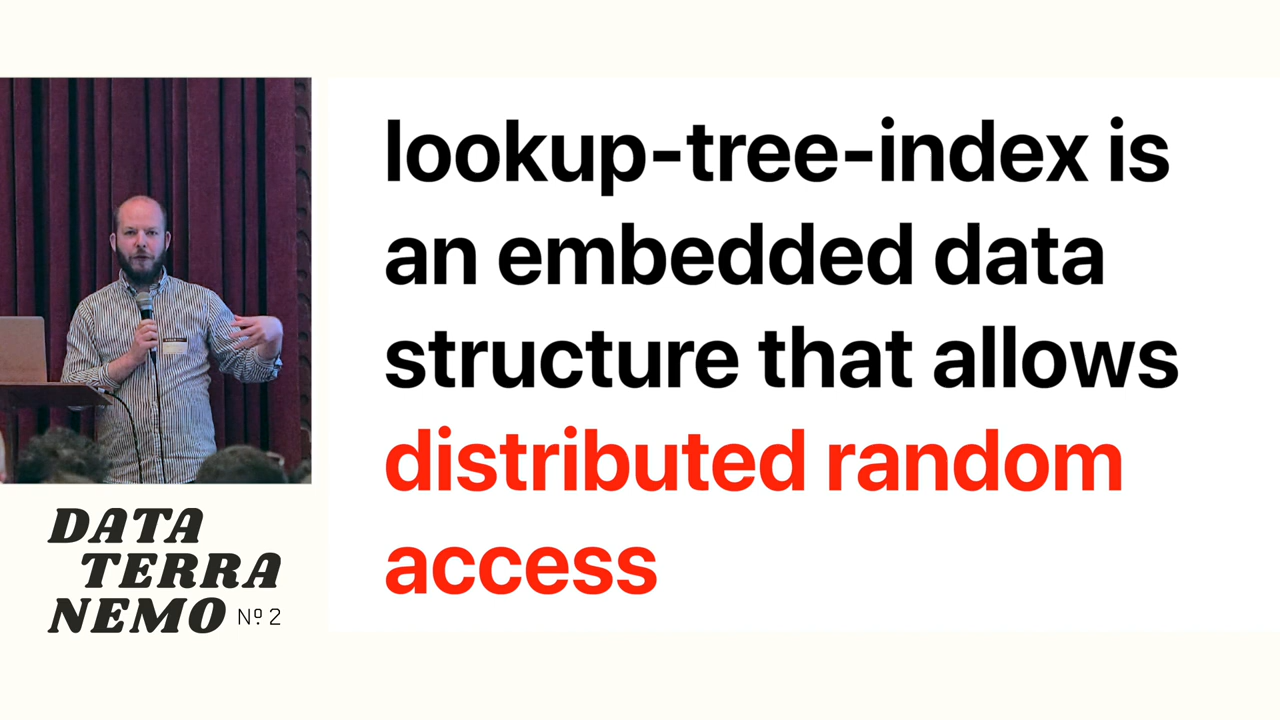 lookup-tree-index is
an embedded data
structure that allows
distributed random
access
DATA
TERRA
NEMO Nº 2